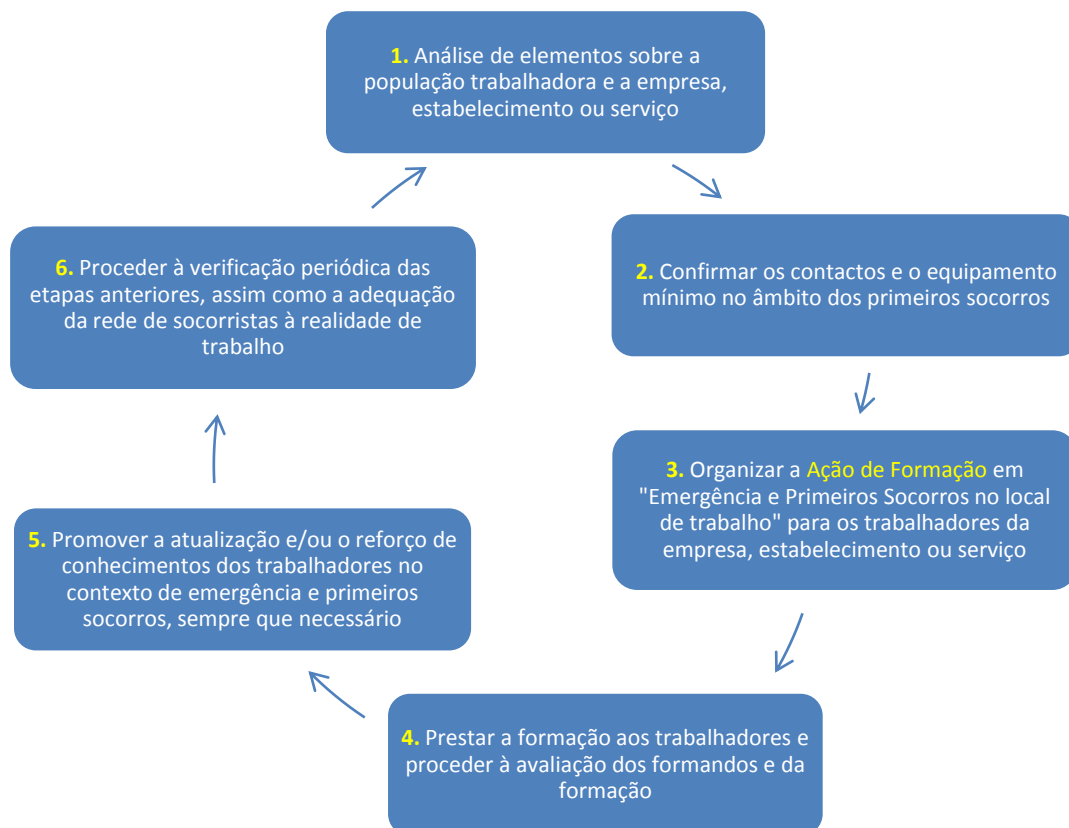 1. Análise de elementos sobre a
população trabalhadora e a empresa,
estabelecimento ou serviço
2. Confirmar os contactos e o equipamento
mínimo no âmbito dos primeiros socorros
3. Organizar a Ação de Formação em
"Emergência e Primeiros Socorros no local
de trabalho" para os trabalhadores da
empresa, estabelecimento ou serviço
4. Prestar a formação aos trabalhadores e
proceder à avaliação dos formandos e da
formação
5. Promover a atualização e/ou o reforço de
conhecimentos dos trabalhadores no
contexto de emergência e primeiros
socorros, sempre que necessário
6. Proceder à verificação periódica das
etapas anteriores, assim como a adequação
da rede de socorristas à realidade de
trabalho